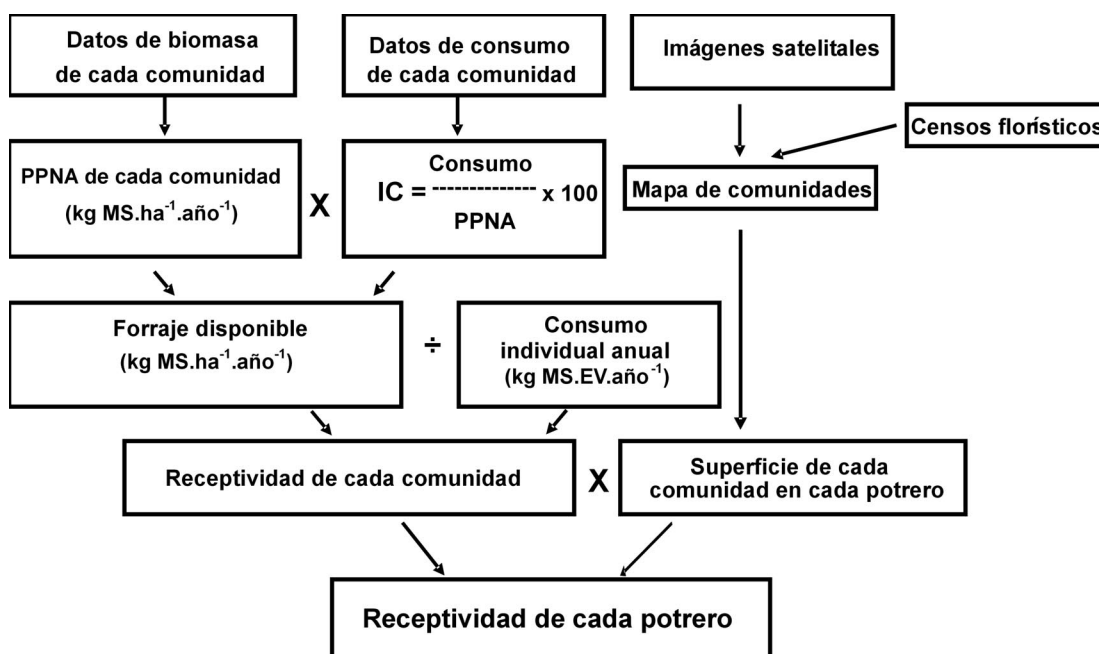 Datos de biomasa
de cada comunidad
Datos de consumo
de cada comunidad
Imágenes satelitales
Censos florísticos
PPNA de cada comunidad
(kg MS.ha⁻¹.año⁻¹)
X
Consumo
IC = -------------- x 100
PPNA
Mapa de comunidades
Forraje disponible
(kg MS.ha⁻¹.año⁻¹)
÷
Consumo
individual anual
(kg MS.EV.año⁻¹)
Receptividad de cada comunidad
X
Superficie de cada
comunidad en cada potrero
Receptividad de cada potrero